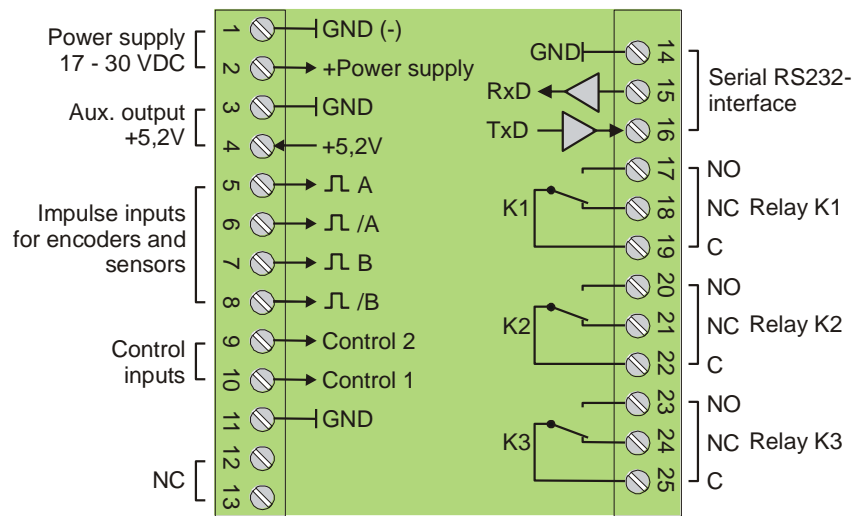 Power supply
17 - 30 VDC
Aux. output
+5,2V
Impulse inputs
for encoders and
sensors
Control
inputs
NC
1 GND (-)
2 +Power supply
3 GND
4 +5,2V
5 A
6 /A
7 B
8 /B
9 Control 2
10 Control 1
11 GND
12
13
GND 14
RxD 15
TxD 16
Serial RS232-
interface
17 NO
K1 18 NC Relay K1
19 C
20 NO
K2 21 NC Relay K2
22 C
23 NO
K3 24 NC Relay K3
25 C